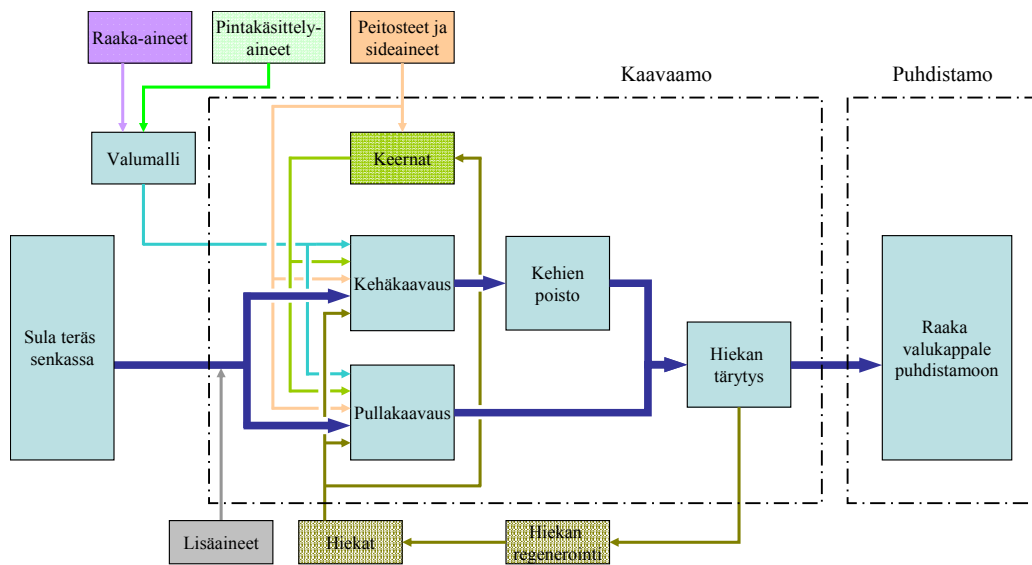 Raaka-aineet
Pintakäsittely-
aineet
Peitosteet ja
sideaineet
Kaavaamo
Puhdistamo
Valumalli
Keernat
Sula teräs
senkassa
Kehäkaavaus
Kehien
poisto
Pullakaavaus
Hiekan
tärytys
Raaka
valukappale
puhdistamoon
Lisäaineet
Hiekat
Hiekan
regenerointi